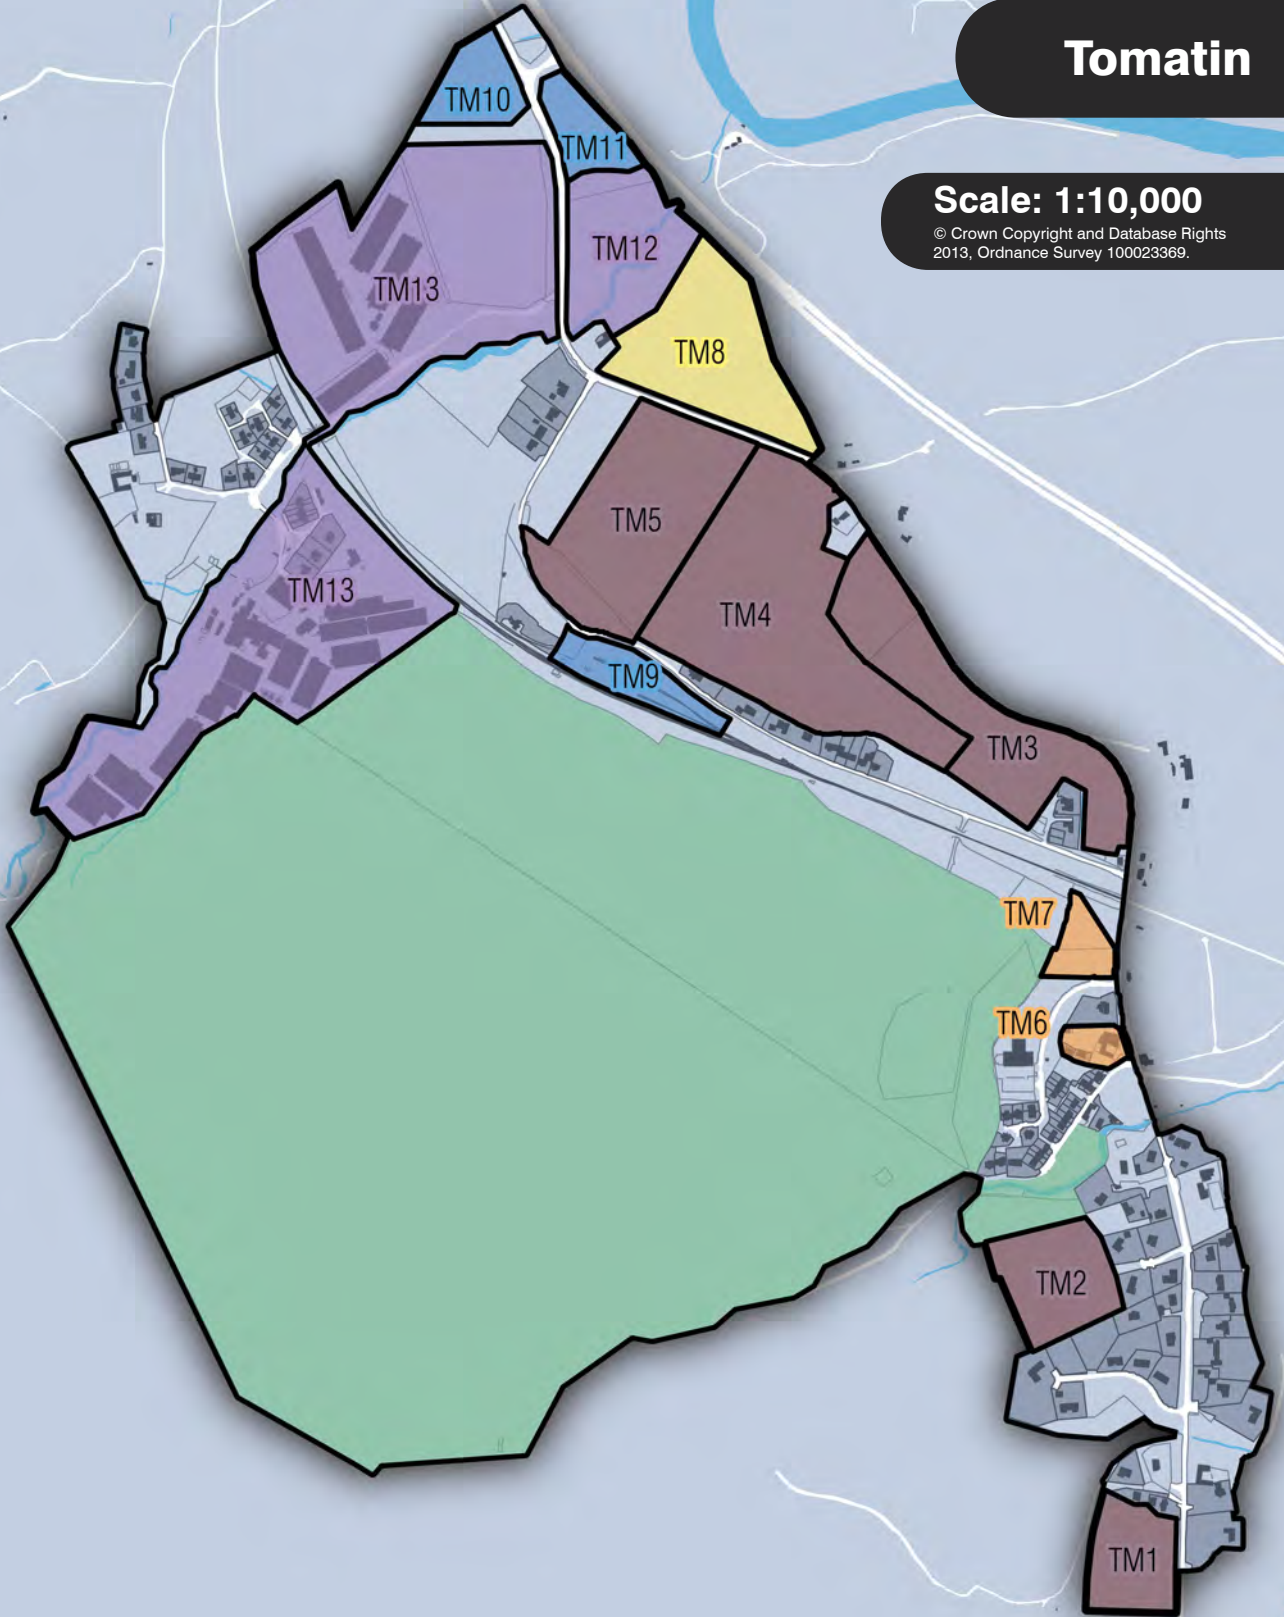 Tomatin
Scale: 1:10,000
© Crown Copyright and Database Rights
2013, Ordnance Survey 100023369.
TM10
TM11
TM12
TM13
TM8
TM5
TM13
TM4
TM9
TM3
TM7
TM6
TM2
TM1